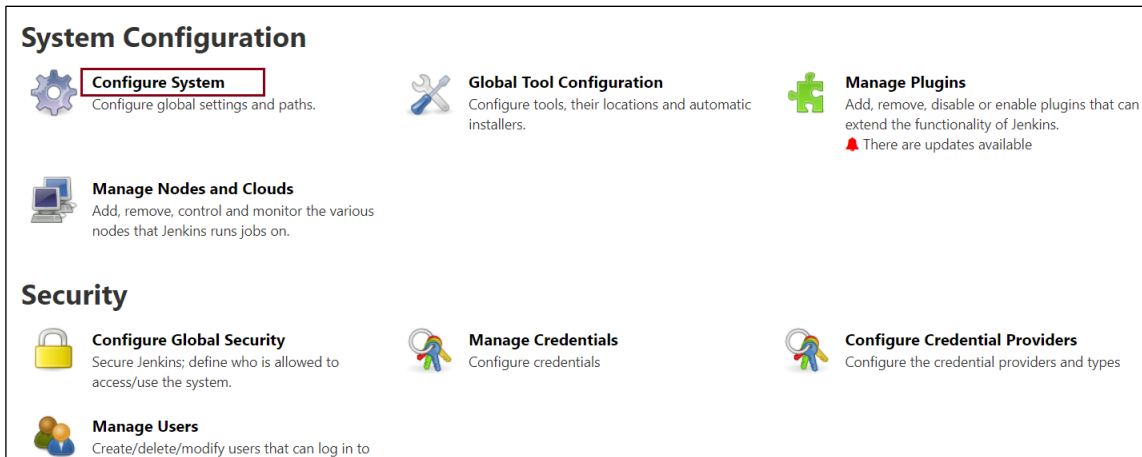 System Configuration
Configure System
Configure global settings and paths.
Global Tool Configuration
Configure tools, their locations and automatic
installers.
Manage Plugins
Add, remove, disable or enable plugins that can
extend the functionality of Jenkins.
There are updates available
Manage Nodes and Clouds
Add, remove, control and monitor the various
nodes that Jenkins runs jobs on.
Security
Configure Global Security
Secure Jenkins; define who is allowed to
access/use the system.
Manage Credentials
Configure credentials
Configure Credential Providers
Configure the credential providers and types
Manage Users
Create/delete/modify users that can log in to